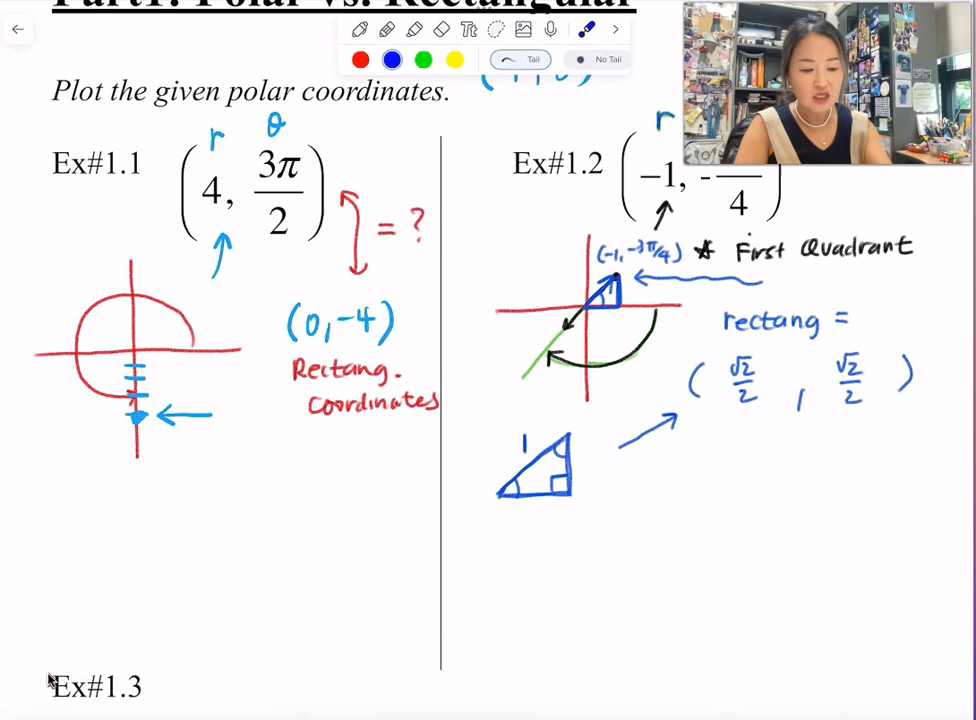 Part1: Polar vs. Rectangular
Tt
Tail
No Tail
Plot the given polar coordinates.
r θ
Ex#1.1 (4, 3π/2)
= ?
(0, -4)
Rectang.
Coordinates
r
Ex#1.2 (−1, - /4)
(-1, -3π/4) ★ First Quadrant
rectang =
(√2/2, √2/2)
1
Ex#1.3